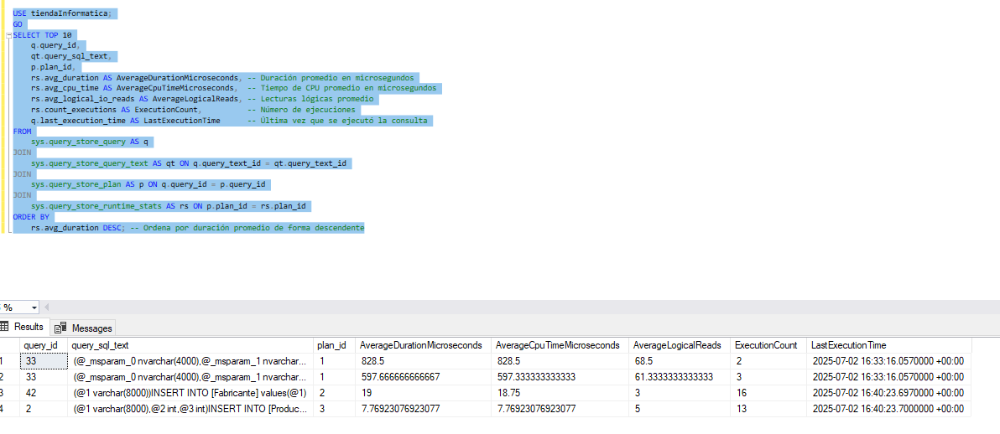 USE tiendaInformatica;
GO
SELECT TOP 10
q.query_id,
qt.query_sql_text,
p.plan_id,
rs.avg_duration AS AverageDurationMicroseconds, -- Duración promedio en microsegundos
rs.avg_cpu_time AS AverageCpuTimeMicroseconds, -- Tiempo de CPU promedio en microsegundos
rs.avg_logical_io_reads AS AverageLogicalReads, -- Lecturas lógicas promedio
rs.count_executions AS ExecutionCount, -- Número de ejecuciones
q.last_execution_time AS LastExecutionTime -- Última vez que se ejecutó la consulta
FROM
sys.query_store_query AS q
JOIN
sys.query_store_query_text AS qt ON q.query_text_id = qt.query_text_id
JOIN
sys.query_store_plan AS p ON q.query_id = p.query_id
JOIN
sys.query_store_runtime_stats AS rs ON p.plan_id = rs.plan_id
ORDER BY
rs.avg_duration DESC; -- Ordena por duración promedio de forma descendente
%
Results Messages
query_id query_sql_text plan_id AverageDurationMicroseconds AverageCpuTimeMicroseconds AverageLogicalReads ExecutionCount LastExecutionTime
1 33 (@_msparam_0 nvarchar(4000),@_msparam_1 nvarchar... 1 828.5 828.5 68.5 2 2025-07-02 16:33:16.0570000 +00:00
2 33 (@_msparam_0 nvarchar(4000),@_msparam_1 nvarchar... 1 597.666666666667 597.333333333333 61.3333333333333 3 2025-07-02 16:33:16.0570000 +00:00
3 42 (@1 varchar(8000))INSERT INTO [Fabricante] values(@1) 2 19 18.75 3 16 2025-07-02 16:40:23.6970000 +00:00
4 2 (@1 varchar(8000),@2 int,@3 int)INSERT INTO [Produc... 3 7.76923076923077 7.76923076923077 5 13 2025-07-02 16:40:23.7000000 +00:00